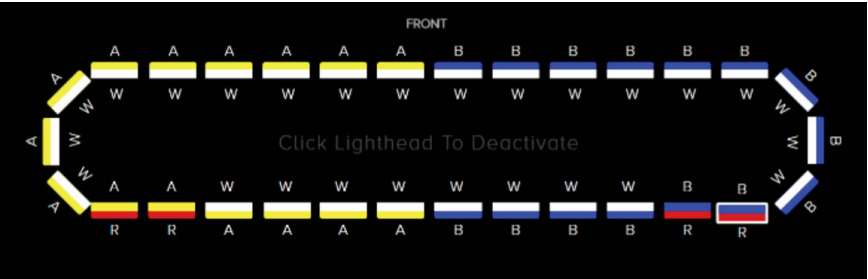 FRONT
A A A A A A B B B B B B
A W W W W W W W W W W W W B
W W
A W Click Lighthead To Deactivate W B
W W
A A A W W W W W W W W B B B
R R A A A A B B B B R R